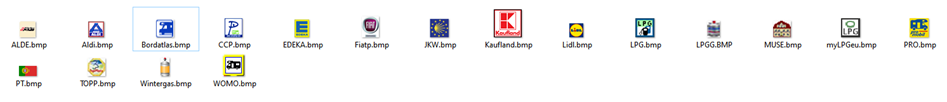 ALDE.bmp Aldi.bmp Bordatlas.bmp CCP.bmp EDEKA.bmp Fiatp.bmp JKW.bmp Kaufland.bmp Lidl.bmp LPG.bmp LPGG.BMP MUSE.bmp myLPGeu.bmp PRO.bmp
PT.bmp TOPP.bmp Wintergas.bmp WOMO.bmp